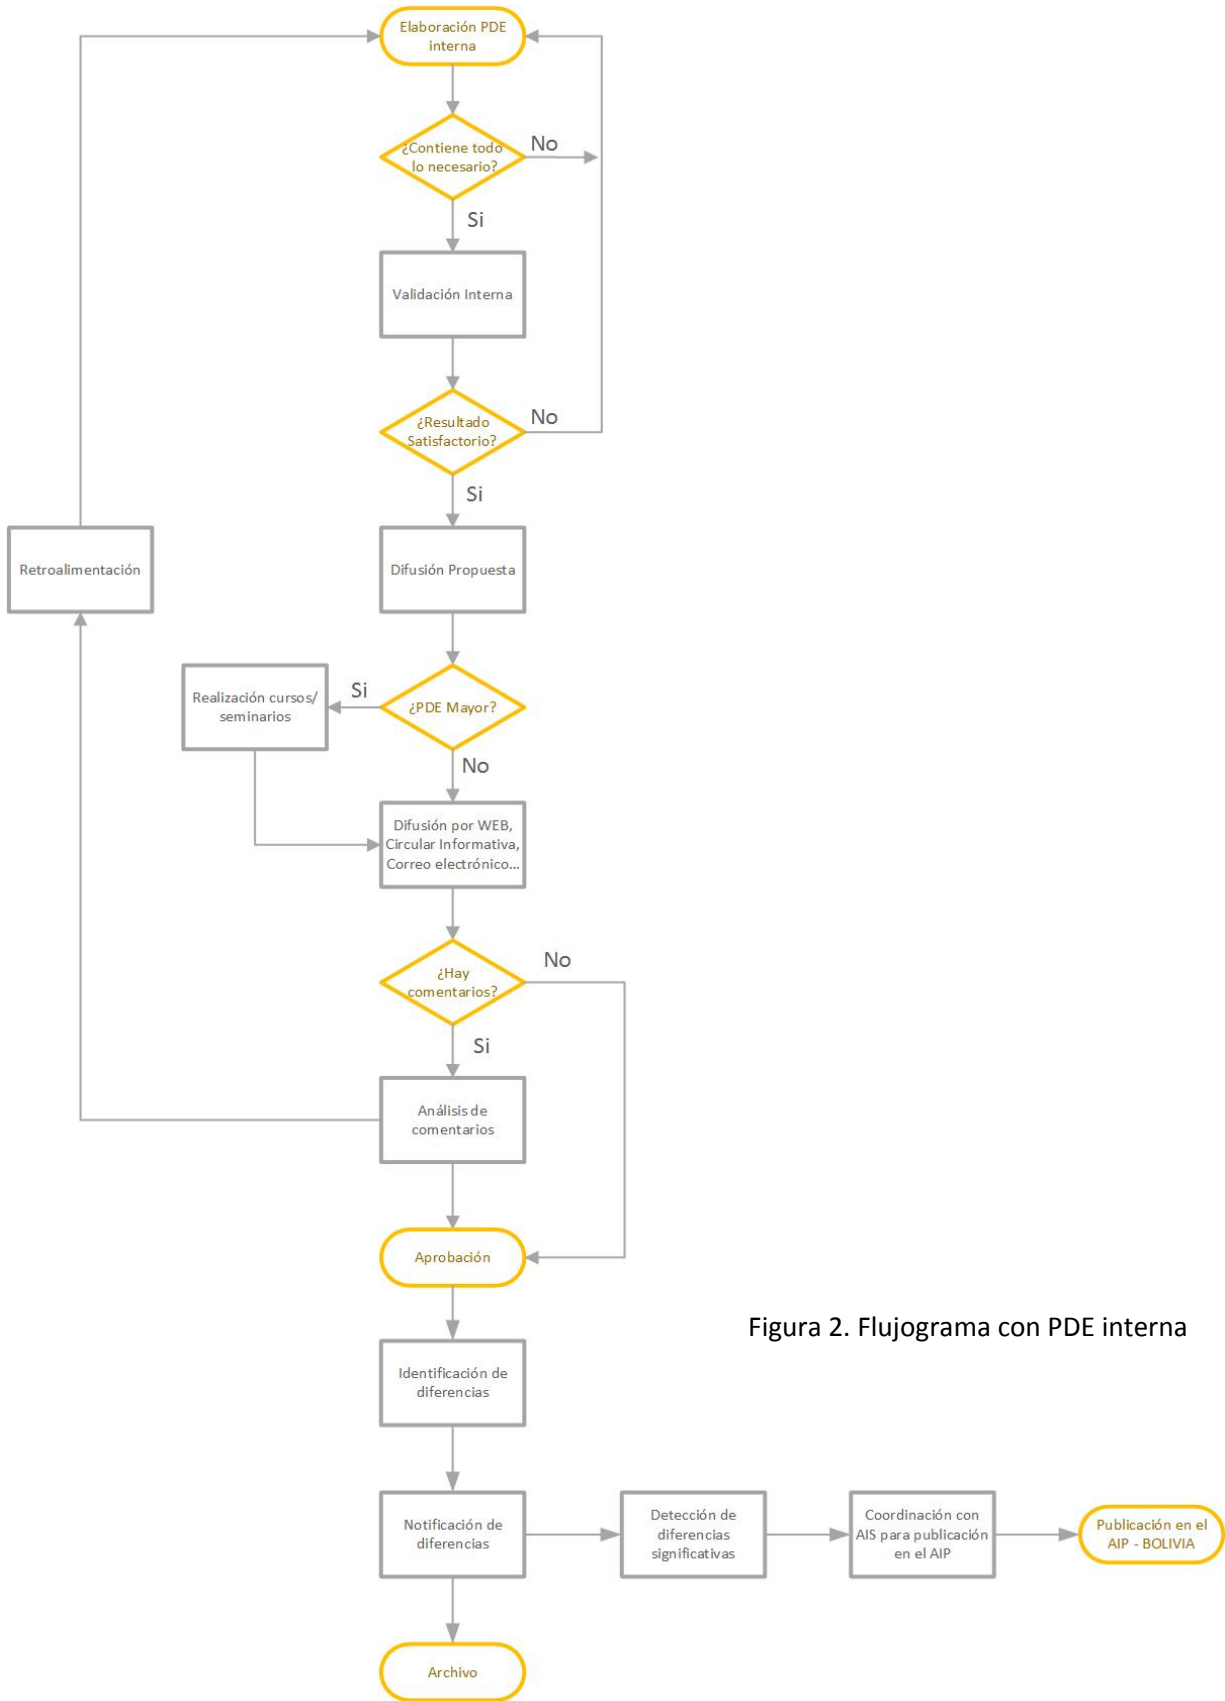 Elaboración PDE
interna
¿Contiene todo
lo necesario?
No
Si
Validación Interna
¿Resultado
Satisfactorio?
No
Si
Retroalimentación
Difusión Propuesta
Realización cursos/
seminarios
Si
¿PDE Mayor?
No
Difusión por WEB,
Circular Informativa,
Correo electrónico...
¿Hay
comentarios?
No
Si
Análisis de
comentarios
Aprobación
Figura 2. Flujograma con PDE interna
Identificación de
diferencias
Notificación de
diferencias
Detección de
diferencias
significativas
Coordinación con
AIS para publicación
en el AIP
Publicación en el
AIP - BOLIVIA
Archivo